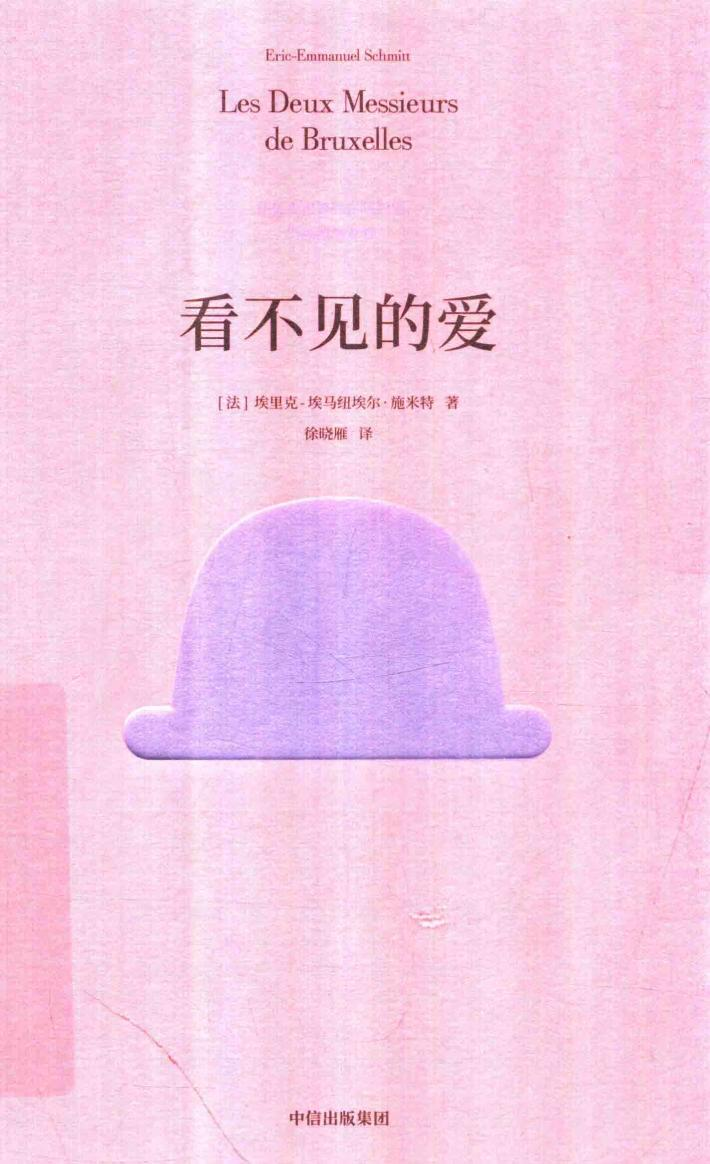 Eric-Emmanuel Schmitt
Les Deux Messieurs
de Bruxelles
看不见的爱
[法] 埃里克-埃马纽埃尔·施米特 著
徐晓雁 译
中信出版集团